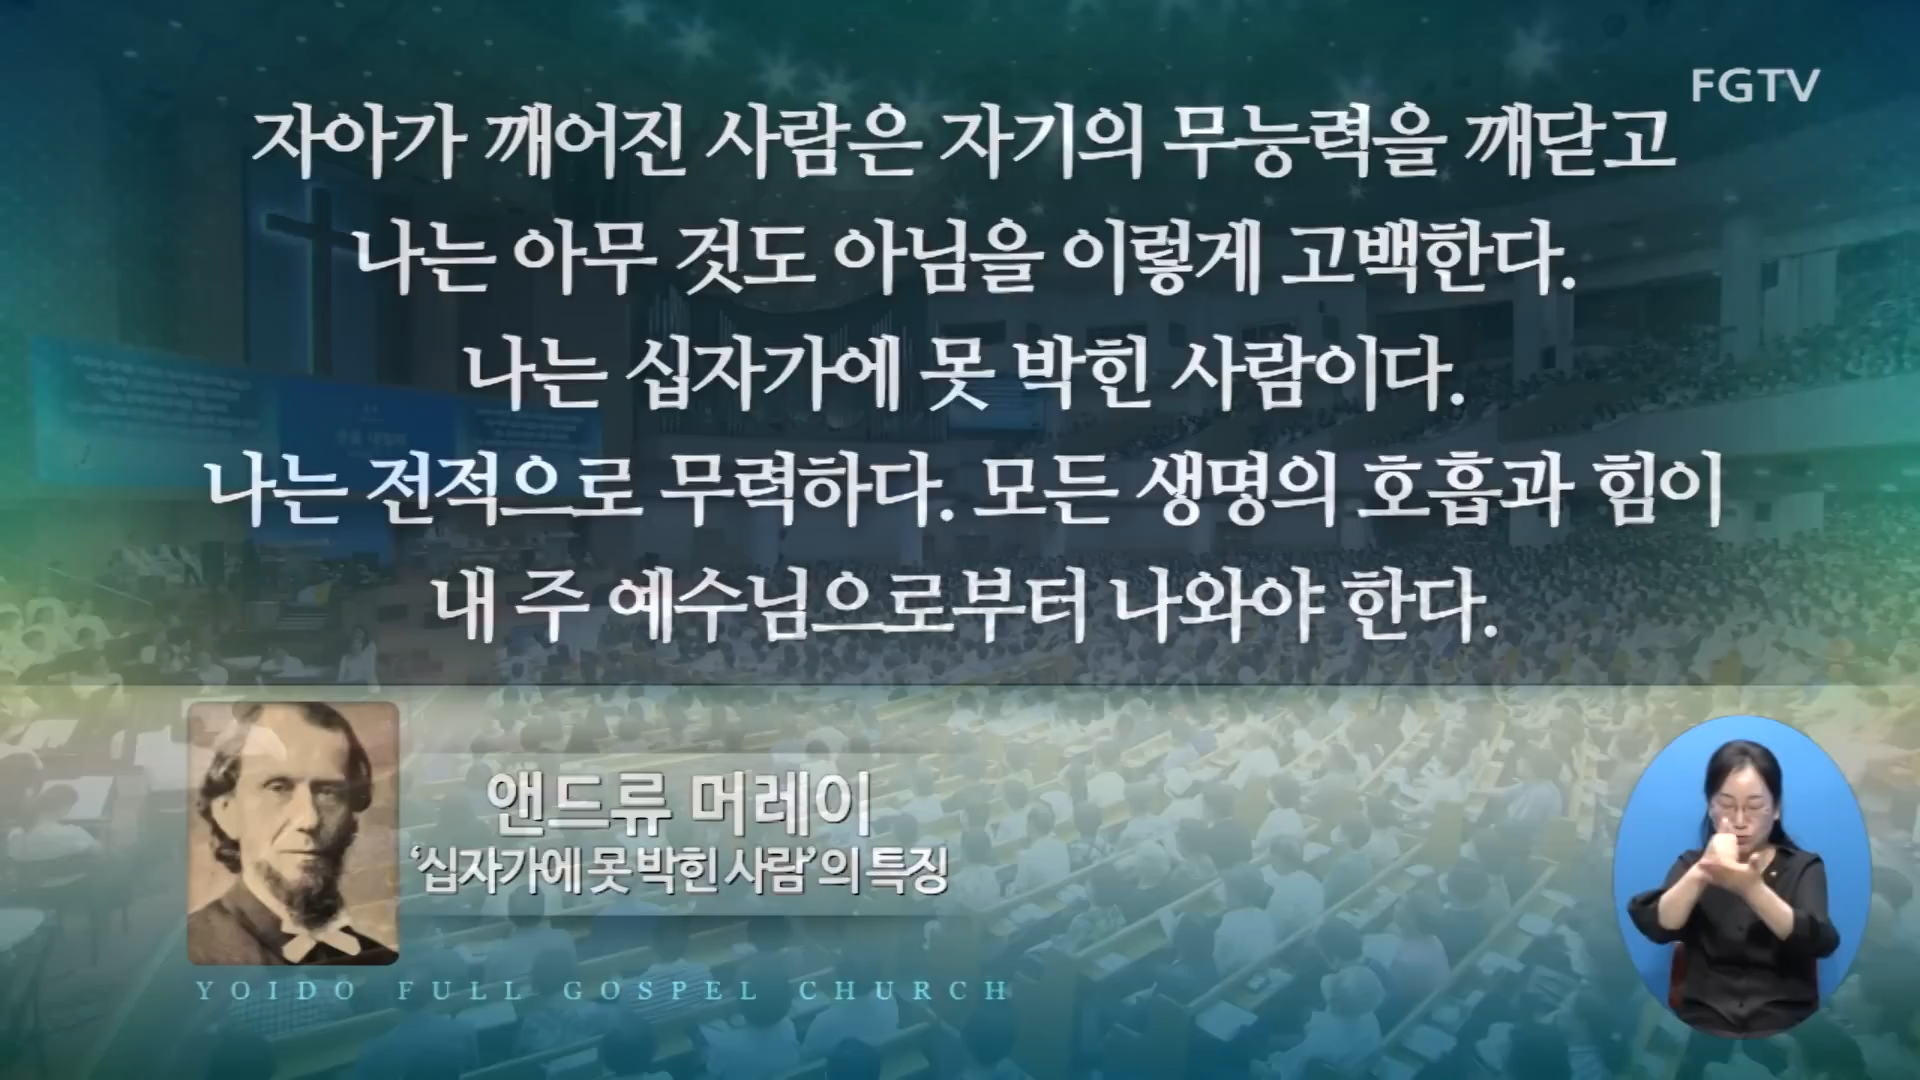 FGTV
자아가 깨어진 사람은 자기의 무능력을 깨닫고
나는 아무 것도 아님을 이렇게 고백한다.
나는 십자가에 못 박힌 사람이다.
나는 전적으로 무력하다. 모든 생명의 호흡과 힘이
내 주 예수님으로부터 나와야 한다.
앤드류 머레이
‘십자가에 못 박힌 사람’의 특징
YOIDO FULL GOSPEL CHURCH